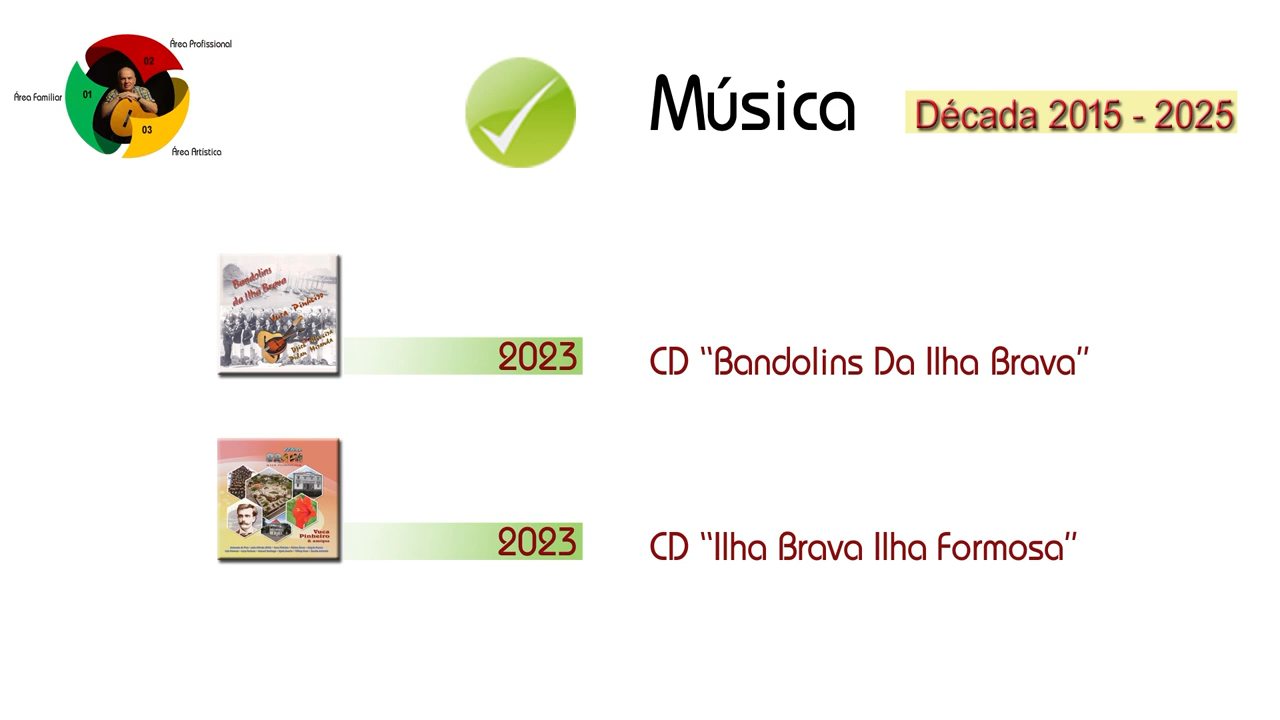 Área Profissional
02
Área Familiar
01
03
Área Artística
Música
Década 2015 - 2025
Bandolins
da Ilha Brava
Vuca Pinheiro
2023
CD “Bandolins Da Ilha Brava”
Vuca
Pinheiro
& amigos
2023
CD “Ilha Brava Ilha Formosa”